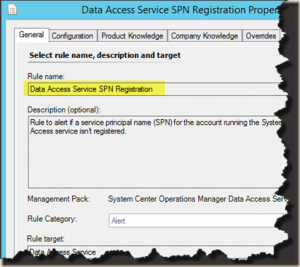 Data Access Service SPN Registration Prope
General Configuration Product Knowledge Company Knowledge Overrides
Select rule name, description and target
Rule name:
Data Access Service SPN Registration
Description (optional):
Rule to alert if a service principal name (SPN) for the account running the System
Access service isn't registered.
Management Pack: System Center Operations Manager Data Access Serv
Rule Category: Alert
Rule target:
Data Access Service